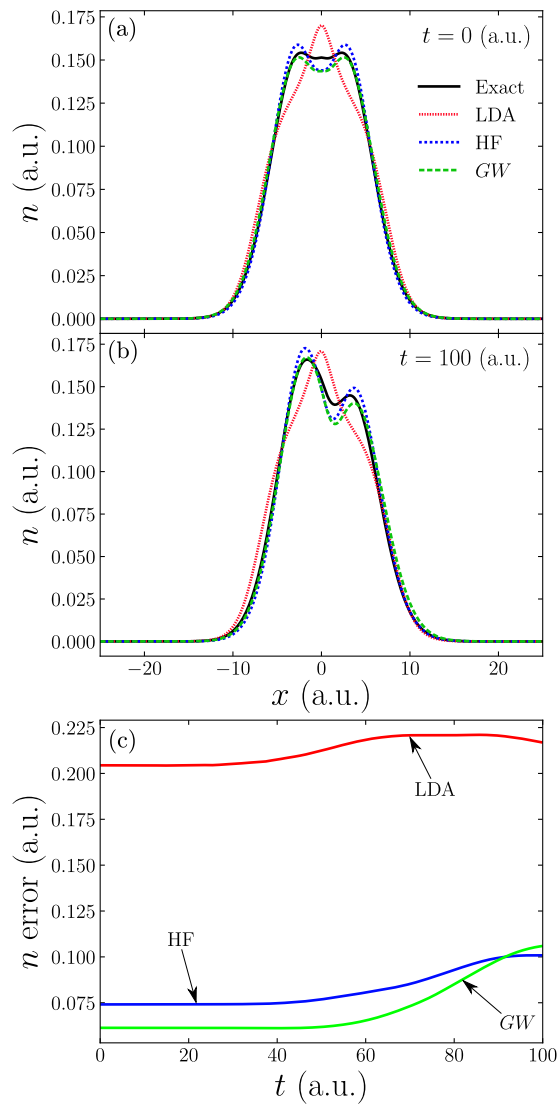 0.175
(a)
t = 0 (a.u.)
0.150
Exact
0.125
LDA
HF
0.100
GW
n (a.u.)
0.075
0.050
0.025
0.000
0.175
(b)
t = 100 (a.u.)
0.150
0.125
0.100
n (a.u.)
0.075
0.050
0.025
0.000
−20 −10 0 10 20
x (a.u.)
0.225
(c)
0.200
LDA
0.175
0.150
n error (a.u.)
0.125
HF
0.100
0.075
GW
0 20 40 60 80 100
t (a.u.)